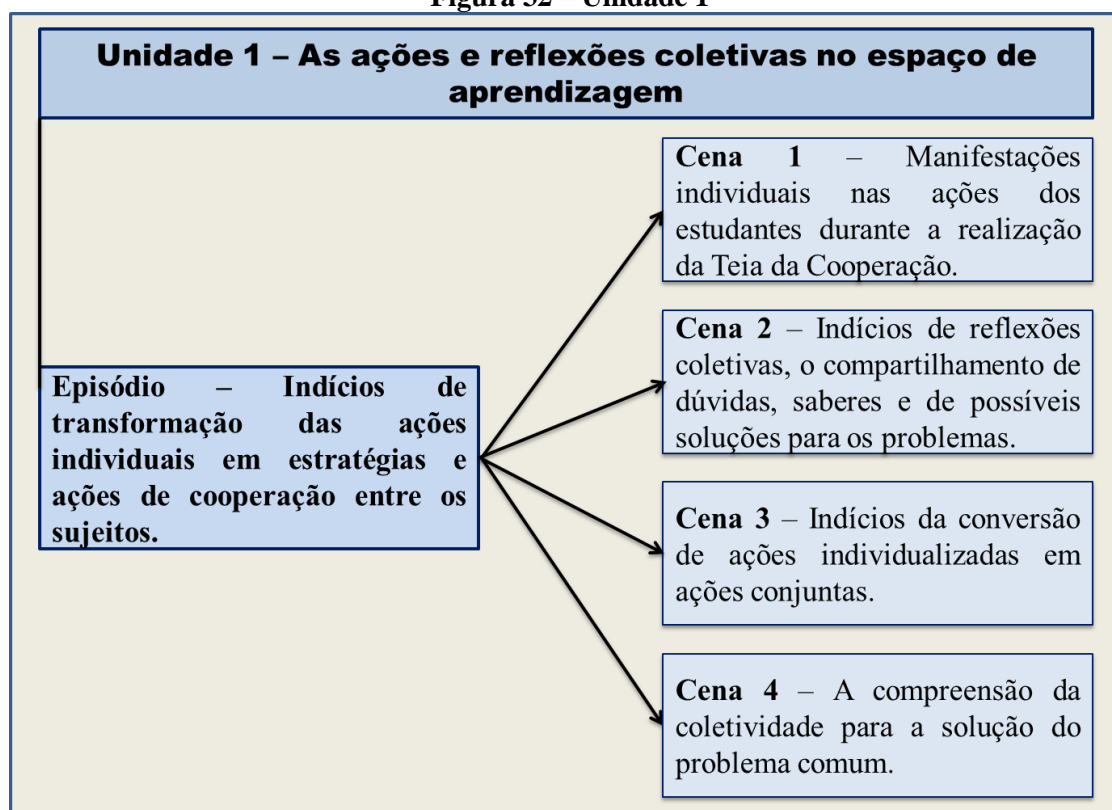 Figura 32 – Unidade 1
Unidade 1 – As ações e reflexões coletivas no espaço de
aprendizagem
Episódio – Indícios de
transformação das ações
individuais em estratégias e
ações de cooperação entre os
sujeitos.
Cena 1 – Manifestações
individuais nas ações dos
estudantes durante a realização
da Teia da Cooperação.
Cena 2 – Indícios de reflexões
coletivas, o compartilhamento de
dúvidas, saberes e de possíveis
soluções para os problemas.
Cena 3 – Indícios da conversão
de ações individualizadas em
ações conjuntas.
Cena 4 – A compreensão da
coletividade para a solução do
problema comum.